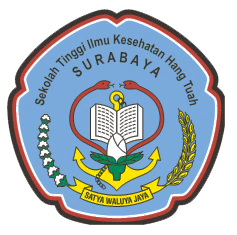 Sekolah Tinggi Ilmu Kesehatan Hang Tuah
SURABAYA
SATYA WALUYA JAYA